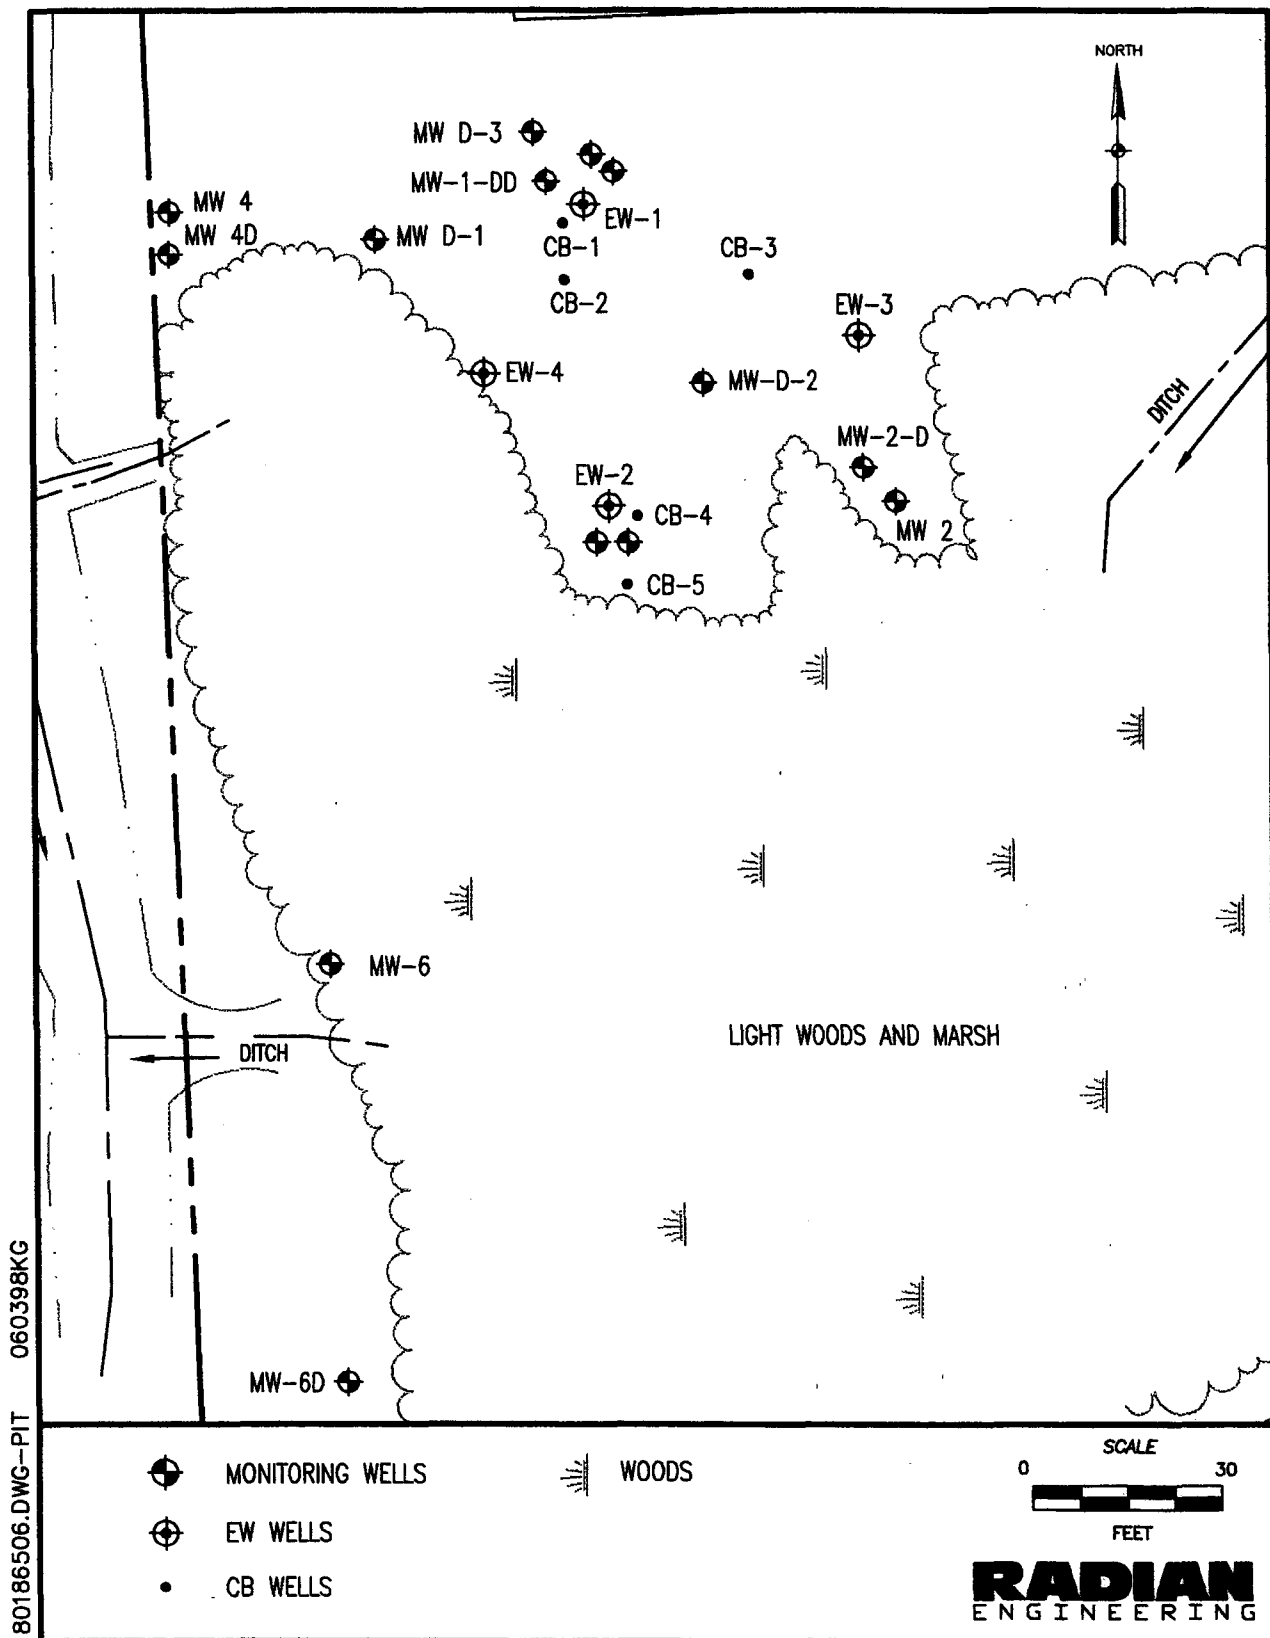 NORTH
MW D-3
MW-1-DD
MW 4
EW-1
MW 4D
MW D-1
CB-1
CB-3
CB-2
EW-3
EW-4
MW-D-2
DITCH
MW-2-D
EW-2
CB-4
MW 2
CB-5
MW-6
LIGHT WOODS AND MARSH
DITCH
MW-6D
80186506.DWG-PIT 060398KG
MONITORING WELLS
WOODS
EW WELLS
CB WELLS
SCALE
0 30
FEET
RADIAN
ENGINEERING